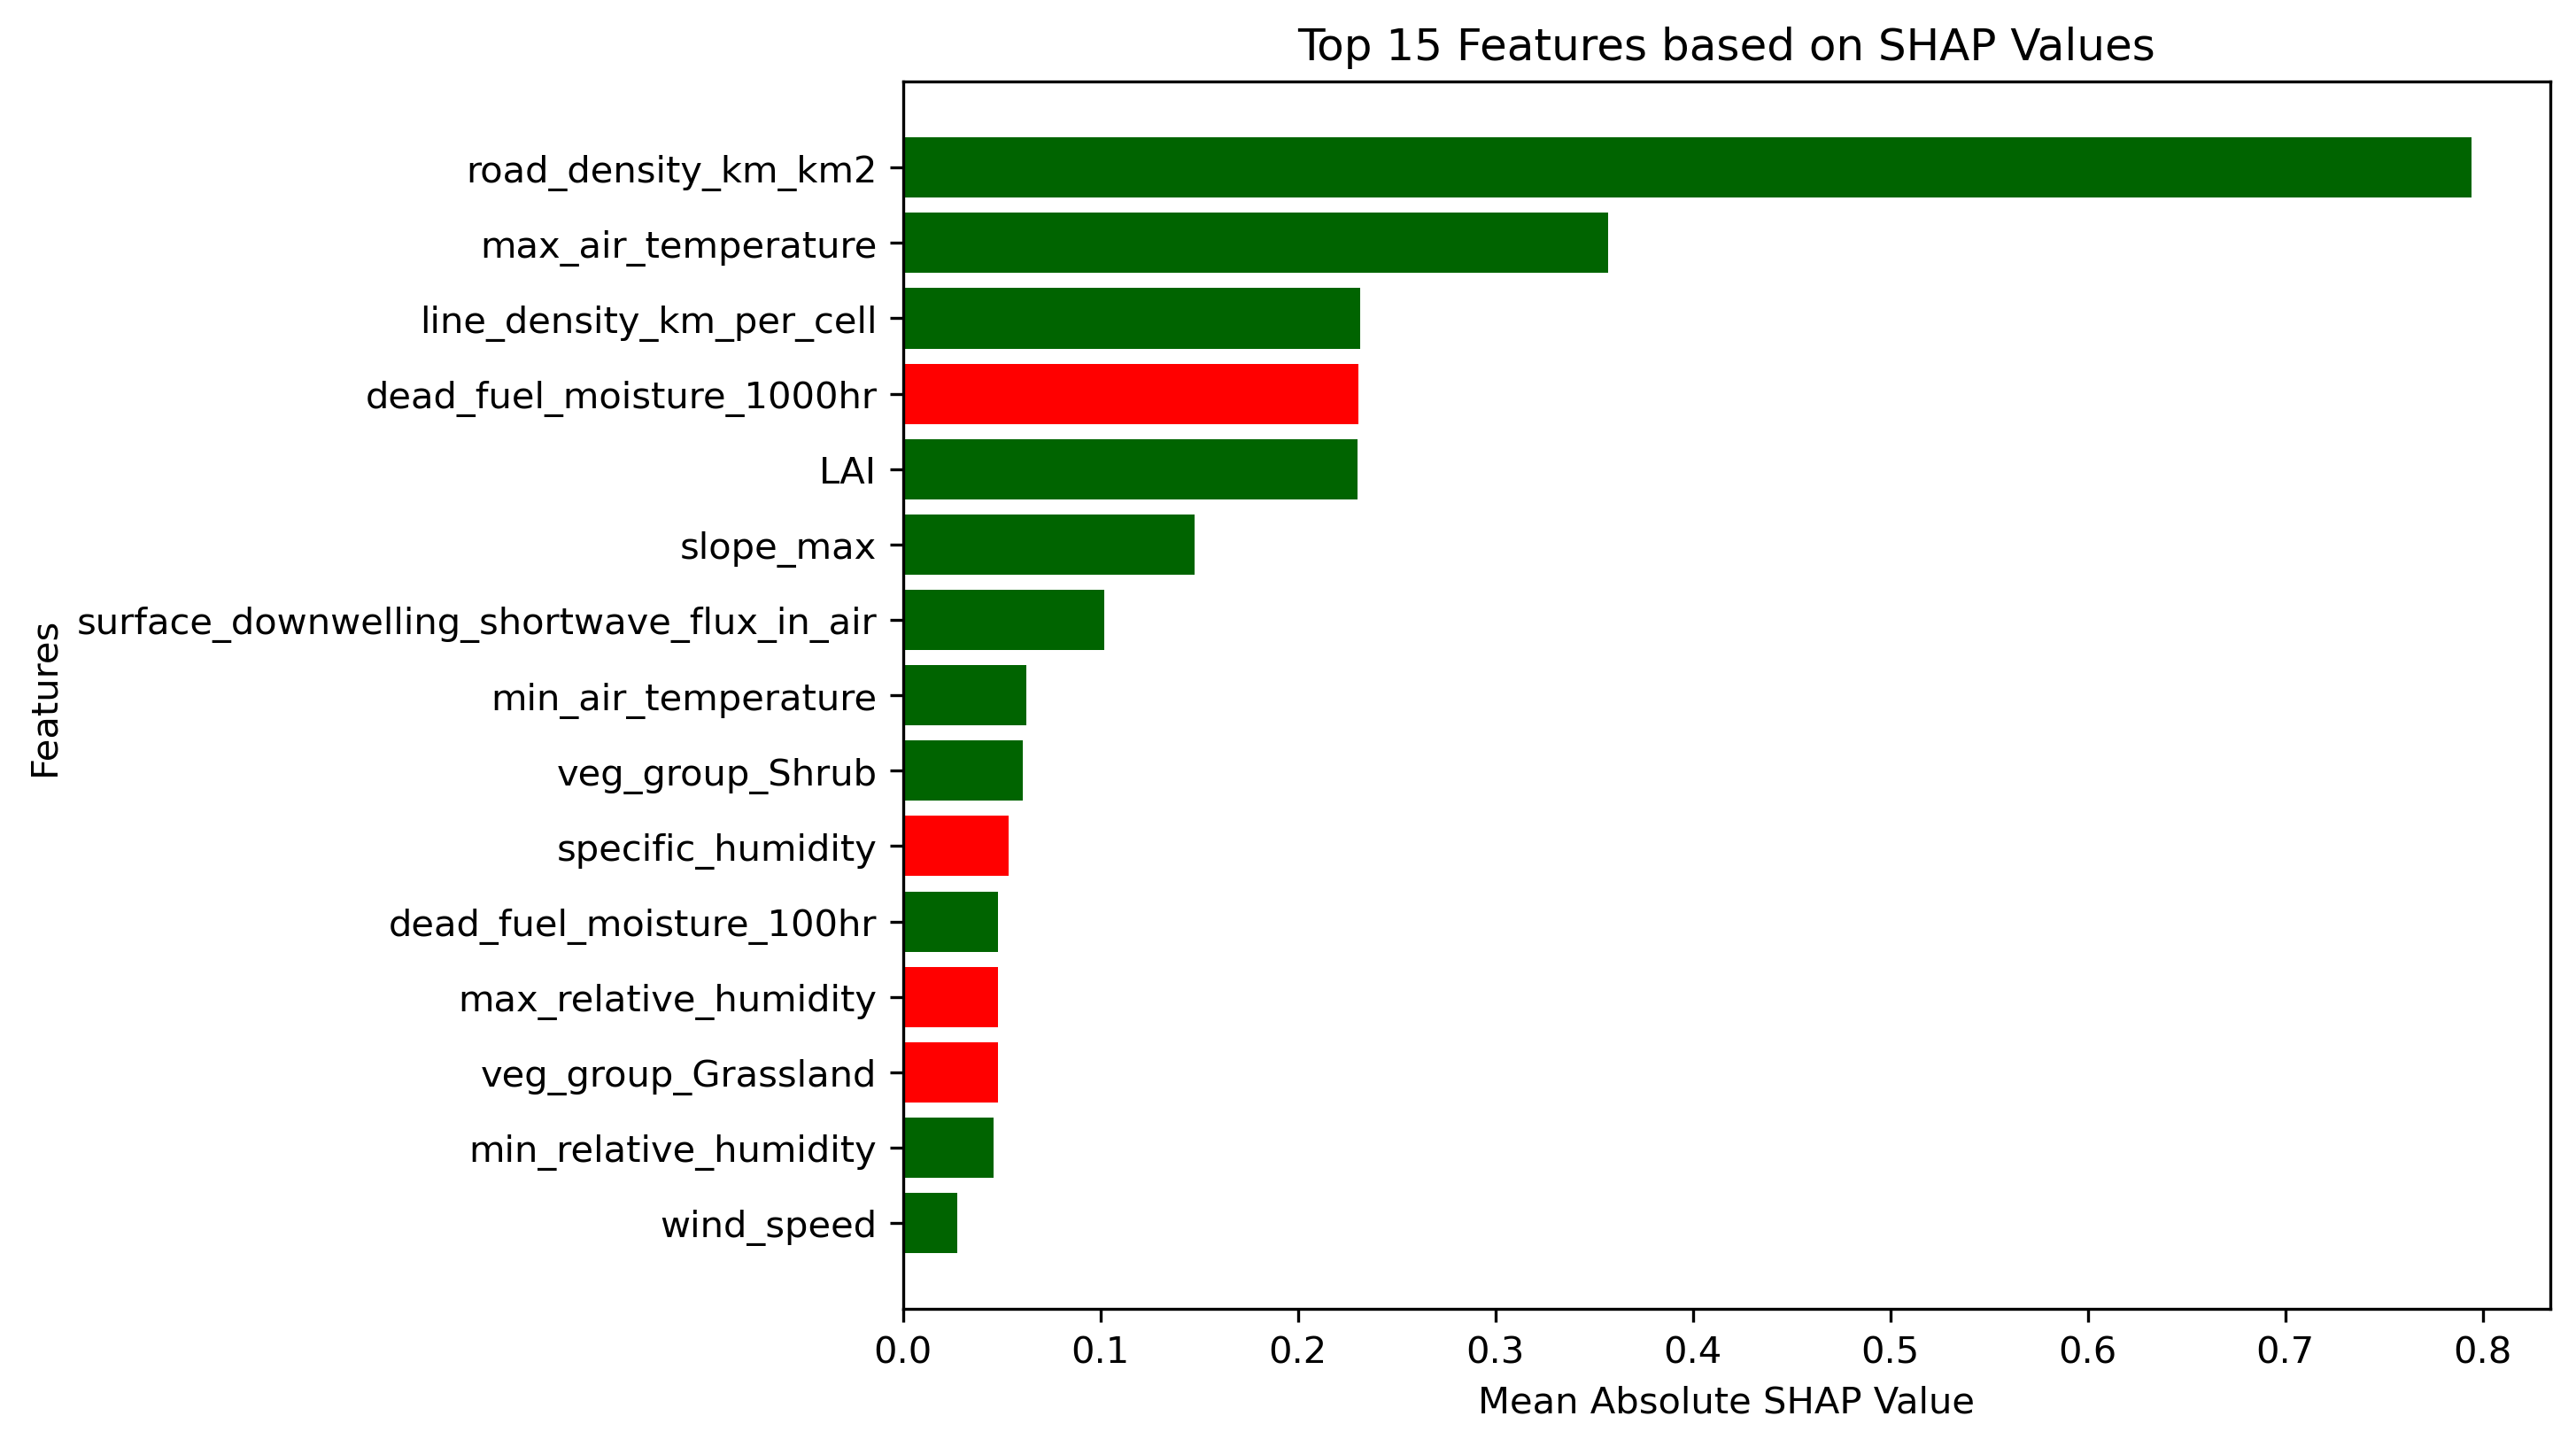 Top 15 Features based on SHAP Values
Features
road_density_km_km2
max_air_temperature
line_density_km_per_cell
dead_fuel_moisture_1000hr
LAI
slope_max
surface_downwelling_shortwave_flux_in_air
min_air_temperature
veg_group_Shrub
specific_humidity
dead_fuel_moisture_100hr
max_relative_humidity
veg_group_Grassland
min_relative_humidity
wind_speed
0.0 0.1 0.2 0.3 0.4 0.5 0.6 0.7 0.8
Mean Absolute SHAP Value